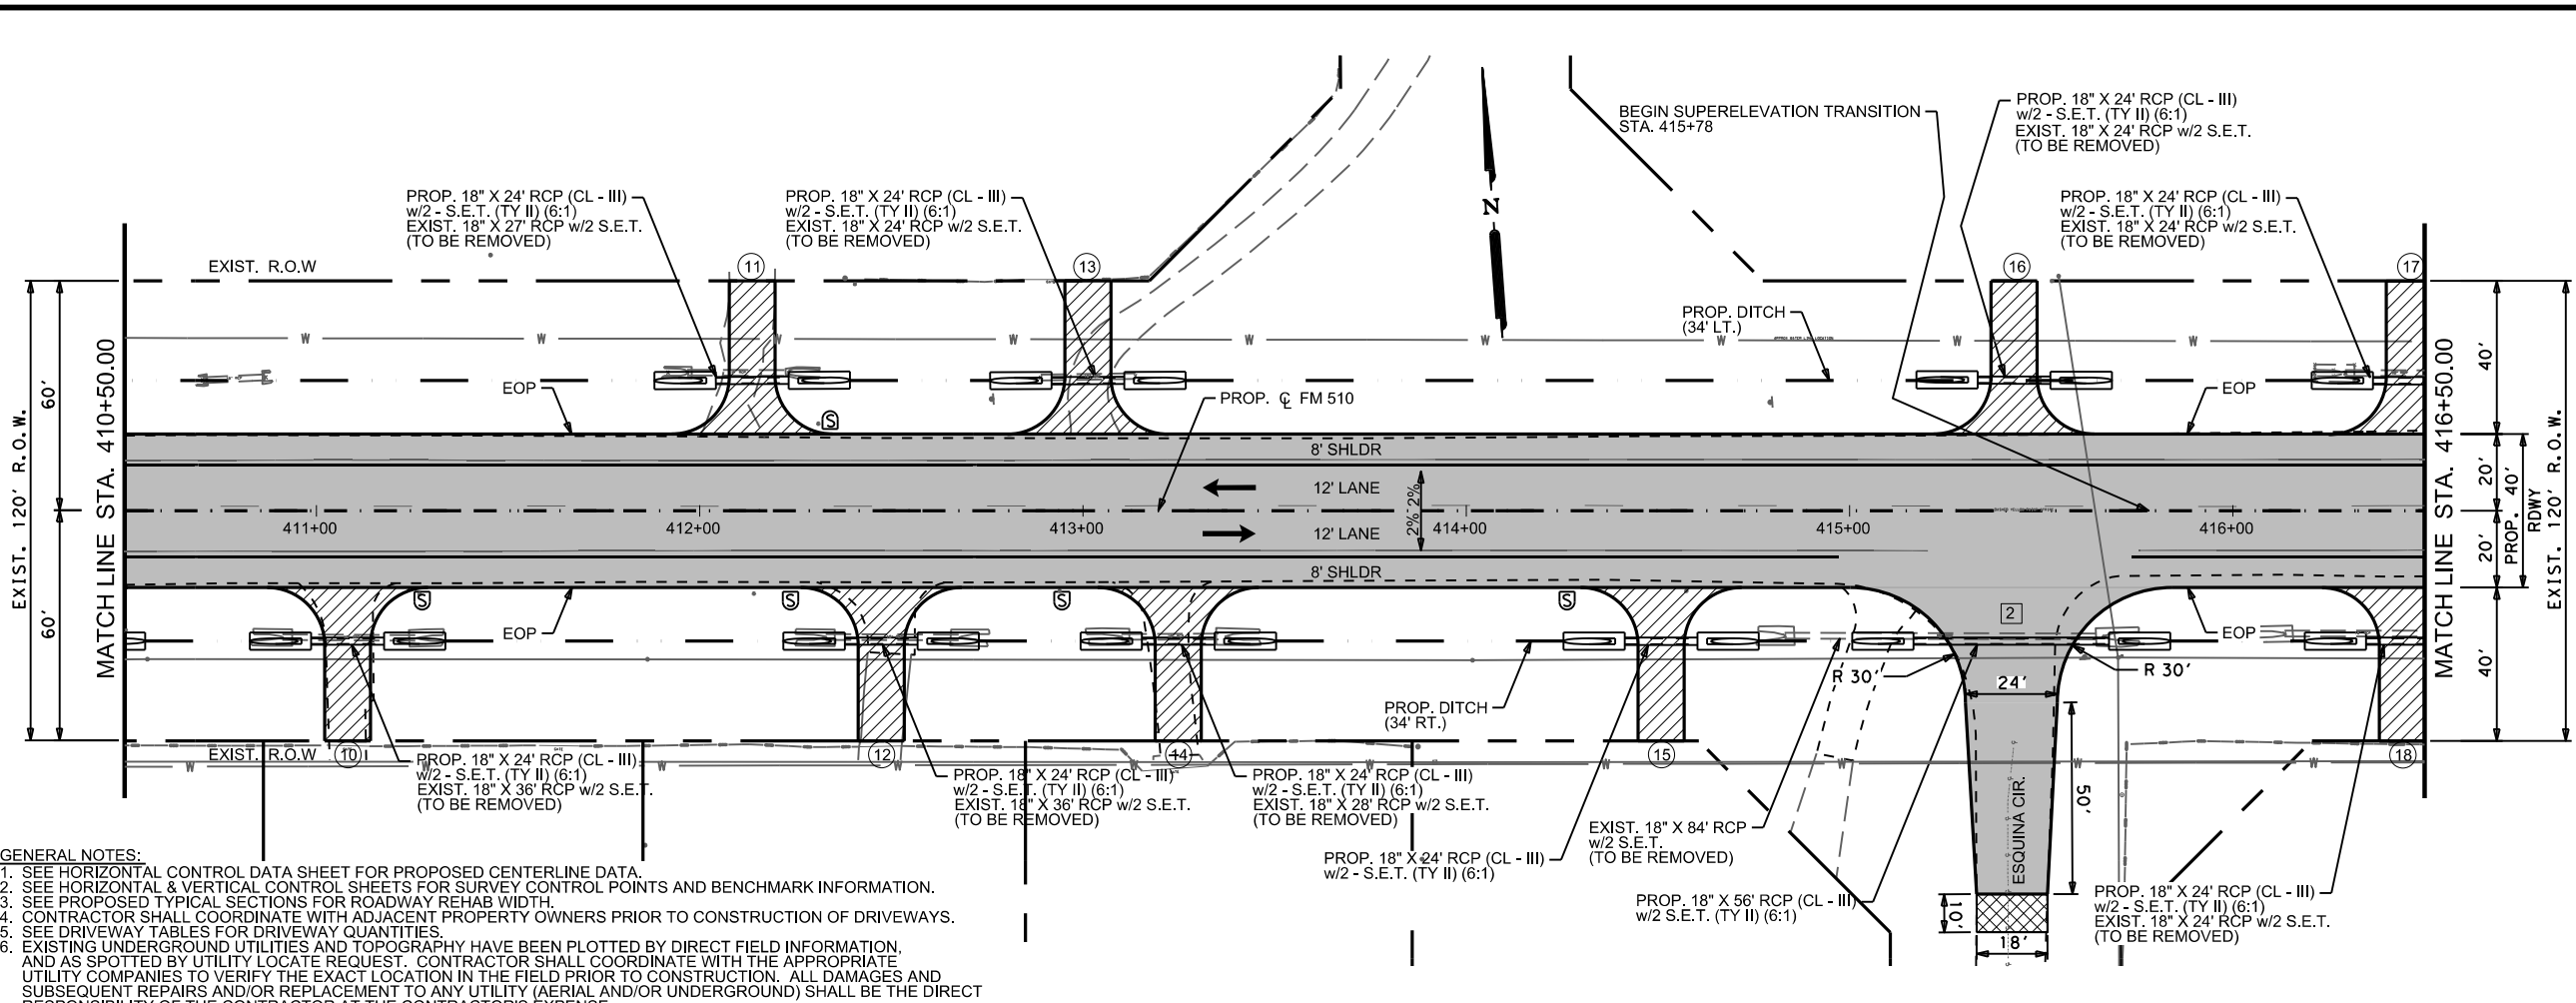 BEGIN SUPERELEVATION TRANSITION
STA. 415+78
PROP. 18" X 24' RCP (CL - III)
w/2 - S.E.T. (TY II) (6:1)
EXIST. 18" X 24' RCP w/2 S.E.T.
(TO BE REMOVED)
PROP. 18" X 24' RCP (CL - III)
w/2 - S.E.T. (TY II) (6:1)
EXIST. 18" X 27' RCP w/2 S.E.T.
(TO BE REMOVED)
PROP. 18" X 24' RCP (CL - III)
w/2 - S.E.T. (TY II) (6:1)
EXIST. 18" X 24' RCP w/2 S.E.T.
(TO BE REMOVED)
N
PROP. 18" X 24' RCP (CL - III)
w/2 - S.E.T. (TY II) (6:1)
EXIST. 18" X 24' RCP w/2 S.E.T.
(TO BE REMOVED)
EXIST. R.O.W
11
13
16
17
PROP. DITCH
(34' LT.)
W W W W W W W W
EOP
PROP. ℄ FM 510
EOP
S
EXIST. 120' R.O.W.
60'
60'
MATCH LINE STA. 410+50.00
8' SHLDR
12' LANE
2% 2%
411+00 412+00 413+00 414+00 415+00 416+00
12' LANE
8' SHLDR
MATCH LINE STA. 416+50.00
40'
20'
20'
40'
PROP. 40'
RDWY
EXIST. 120' R.O.W.
S S S S
2
EOP
EOP
R 30'
R 30'
24'
PROP. DITCH
(34' RT.)
EXIST. R.O.W
10
12
14
15
18
W W W W W W W W W
PROP. 18" X 24' RCP (CL - III)
w/2 - S.E.T. (TY II) (6:1)
EXIST. 18" X 36' RCP w/2 S.E.T.
(TO BE REMOVED)
PROP. 18" X 24' RCP (CL - III)
w/2 - S.E.T. (TY II) (6:1)
EXIST. 18" X 36' RCP w/2 S.E.T.
(TO BE REMOVED)
PROP. 18" X 24' RCP (CL - III)
w/2 - S.E.T. (TY II) (6:1)
EXIST. 18" X 28' RCP w/2 S.E.T.
(TO BE REMOVED)
PROP. 18" X 24' RCP (CL - III)
w/2 - S.E.T. (TY II) (6:1)
EXIST. 18" X 84' RCP
w/2 S.E.T.
(TO BE REMOVED)
PROP. 18" X 56' RCP (CL - III)
w/2 S.E.T. (TY II) (6:1)
ESQUINA CIR.
50'
10'
18'
PROP. 18" X 24' RCP (CL - III)
w/2 - S.E.T. (TY II) (6:1)
EXIST. 18" X 24' RCP w/2 S.E.T.
(TO BE REMOVED)
GENERAL NOTES:
1. SEE HORIZONTAL CONTROL DATA SHEET FOR PROPOSED CENTERLINE DATA.
2. SEE HORIZONTAL & VERTICAL CONTROL SHEETS FOR SURVEY CONTROL POINTS AND BENCHMARK INFORMATION.
3. SEE PROPOSED TYPICAL SECTIONS FOR ROADWAY REHAB WIDTH.
4. CONTRACTOR SHALL COORDINATE WITH ADJACENT PROPERTY OWNERS PRIOR TO CONSTRUCTION OF DRIVEWAYS.
5. SEE DRIVEWAY TABLES FOR DRIVEWAY QUANTITIES.
6. EXISTING UNDERGROUND UTILITIES AND TOPOGRAPHY HAVE BEEN PLOTTED BY DIRECT FIELD INFORMATION,
AND AS SPOTTED BY UTILITY LOCATE REQUEST. CONTRACTOR SHALL COORDINATE WITH THE APPROPRIATE
UTILITY COMPANIES TO VERIFY THE EXACT LOCATION IN THE FIELD PRIOR TO CONSTRUCTION. ALL DAMAGES AND
SUBSEQUENT REPAIRS AND/OR REPLACEMENT TO ANY UTILITY (AERIAL AND/OR UNDERGROUND) SHALL BE THE DIRECT
RESPONSIBILITY OF THE CONTRACTOR AT THE CONTRACTOR'S EXPENSE